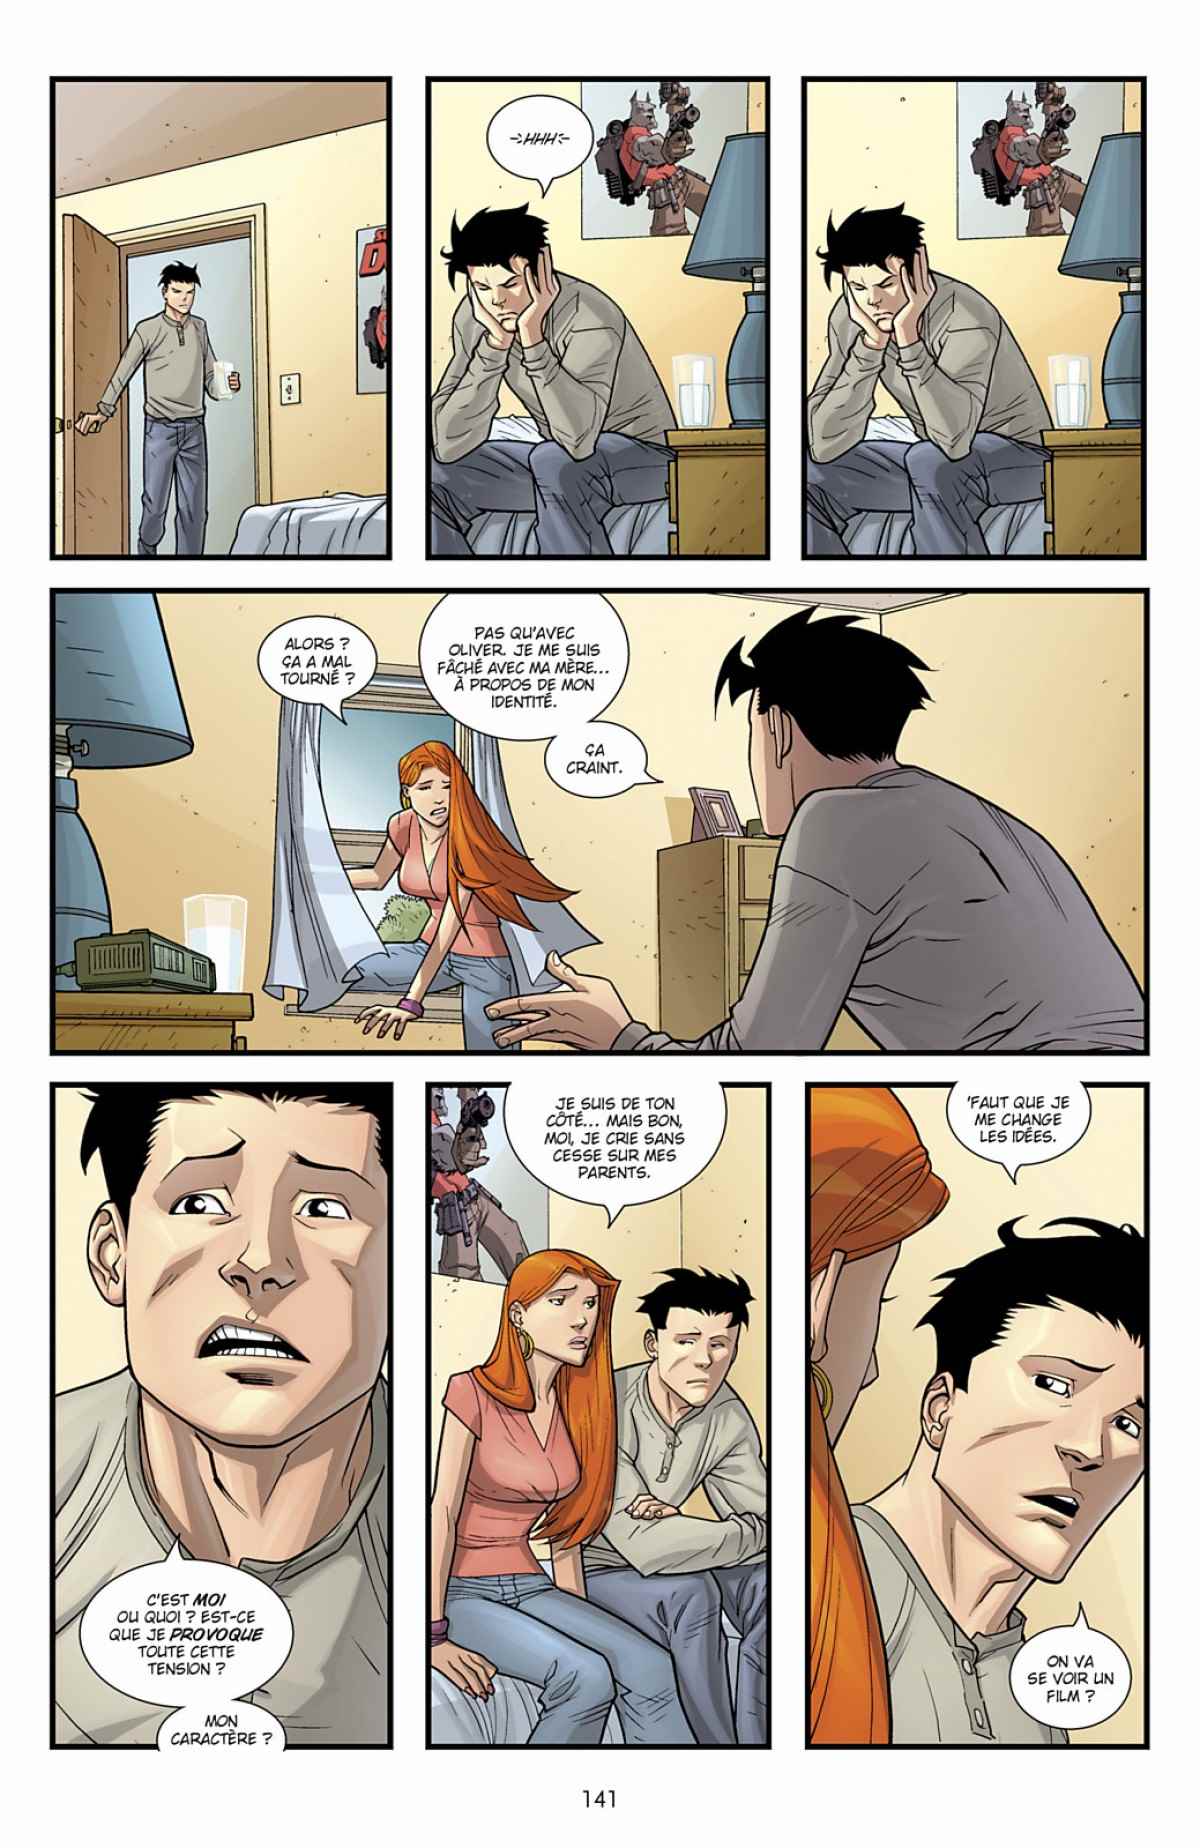 -HHH-
ALORS ?
ÇA A MAL
TOURNÉ ?
PAS QU'AVEC
OLIVER. JE ME SUIS
FÂCHÉ AVEC MA MÈRE...
À PROPOS DE MON
IDENTITÉ.
ÇA
CRAINT.
C'EST MOI
OU QUOI ? EST-CE
QUE JE PROVOQUE
TOUTE CETTE
TENSION ?
MON
CARACTÈRE ?
JE SUIS DE TON
CÔTÉ... MAIS BON,
MOI, JE CRIE SANS
CESSE SUR MES
PARENTS.
'FAUT QUE JE
ME CHANGE
LES IDÉES.
ON VA
SE VOIR UN
FILM ?
141